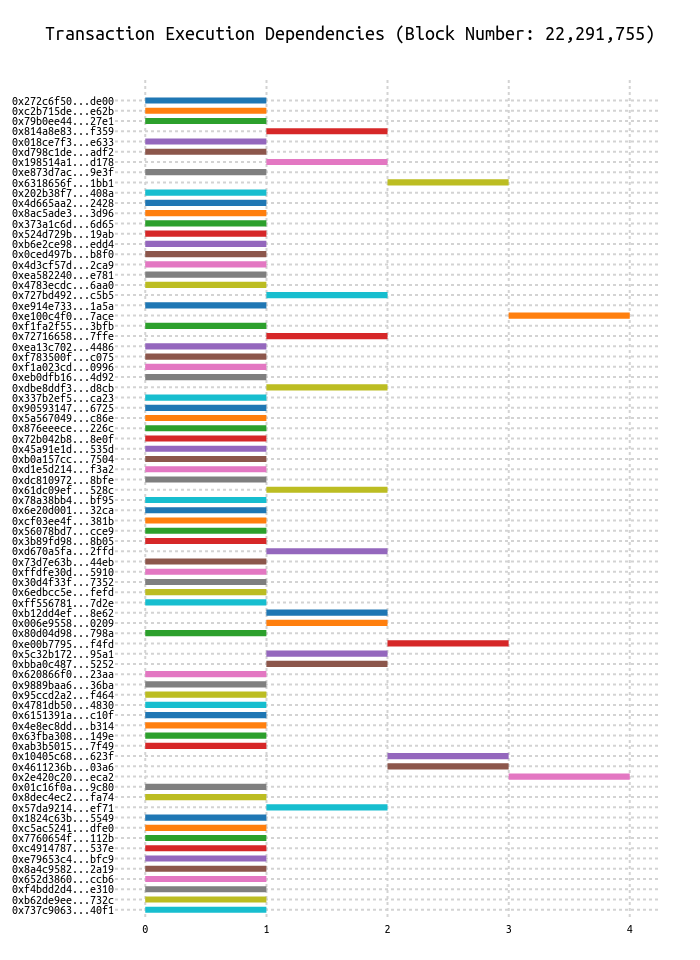 Transaction Execution Dependencies (Block Number: 22,291,755)
0x272c6f50...de00
0xc2b715de...e62b
0x79b0ee44...27e1
0x814a8e83...f359
0x018ce7f3...e633
0xd798c1de...adf2
0x198514a1...d178
0xe873d7ac...9e3f
0x6318656f...1bb1
0x202b38f7...408a
0x4d665aa2...2428
0x8ac5ade3...3d96
0x373a1c6d...6d65
0x524d729b...19ab
0xb6e2ce98...edd4
0x0ced497b...b8f0
0x4d3cf57d...2ca9
0xea582240...e781
0x4783ecdc...6aa0
0x727bd492...c5b5
0xe914e733...1a5a
0xe100c4f0...7ace
0xf1fa2f55...3bfb
0x72716658...7ffe
0xea13c702...4486
0xf783500f...c075
0xf1a023cd...0996
0xeb0dfb16...4d92
0xdbe8ddf3...d8cb
0x337b2ef5...ca23
0x90593147...6725
0x5a567049...c86e
0x876eeece...226c
0x72b042b8...8e0f
0x45a91e1d...535d
0xb0a157cc...7504
0xd1e5d214...f3a2
0xdc810972...8bfe
0x61dc09ef...528c
0x78a38bb4...bf95
0x6e20d001...32ca
0xcf03ee4f...381b
0x56078bd7...cce9
0x3b89fd98...8b05
0xd670a5fa...2ffd
0x73d7e63b...44eb
0xffdfe30d...5910
0x30d4f33f...7352
0x6edbcc5e...fefd
0xff556781...7d2e
0xb12dd4ef...8e62
0x006e9558...0209
0x80d04d98...798a
0xe00b7795...f4fd
0x5c32b172...95a1
0xbba0c487...5252
0x620866f0...23aa
0x9889baa6...36ba
0x95ccd2a2...f464
0x4781db50...4830
0x6151391a...c10f
0x4e8ec8dd...b314
0x63fba308...149e
0xab3b5015...7f49
0x10405c68...623f
0x4611236b...03a6
0x2e420c20...eca2
0x01c16f0a...9c80
0x8dec4ec2...fa74
0x57da9214...ef71
0x1824c63b...5549
0xc5ac5241...dfe0
0x7760654f...112b
0xc4914787...537e
0xe79653c4...bfc9
0x8a4c9582...2a19
0x652d3860...ccb6
0xf4bdd2d4...e310
0xb62de9ee...732c
0x737c9063...40f1
0 1 2 3 4